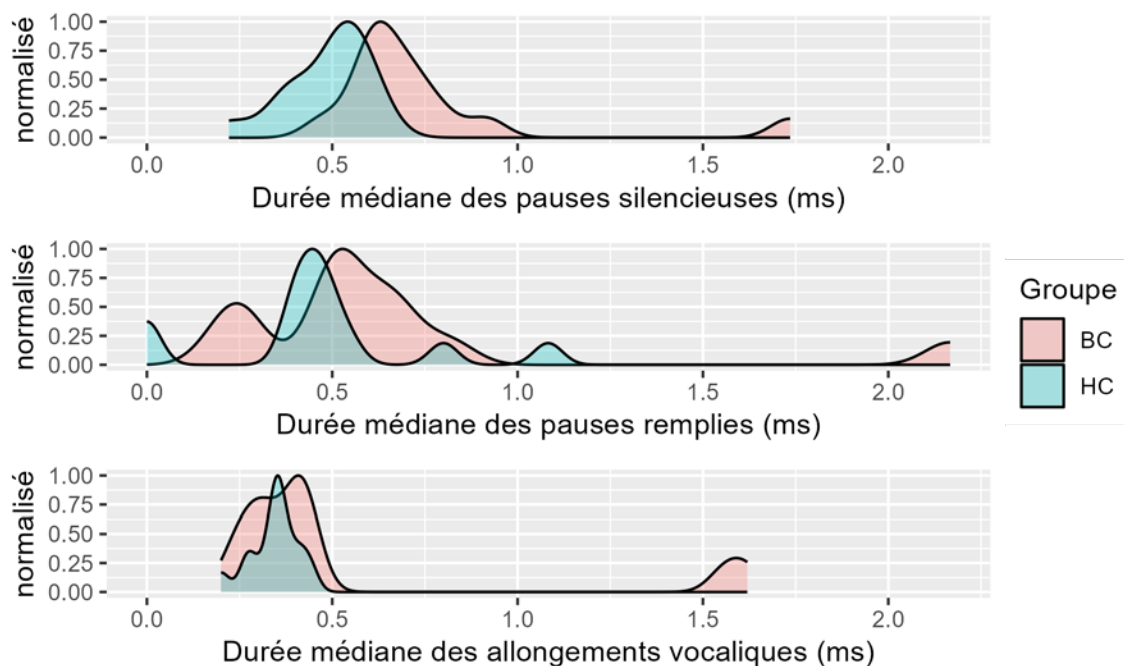 normalisé
1.00
0.75
0.50
0.25
0.00
0.0 0.5 1.0 1.5 2.0
Durée médiane des pauses silencieuses (ms)
normalisé
1.00
0.75
0.50
0.25
0.00
0.0 0.5 1.0 1.5 2.0
Durée médiane des pauses remplies (ms)
normalisé
1.00
0.75
0.50
0.25
0.00
0.0 0.5 1.0 1.5 2.0
Durée médiane des allongements vocaliques (ms)
Groupe
BC
HC